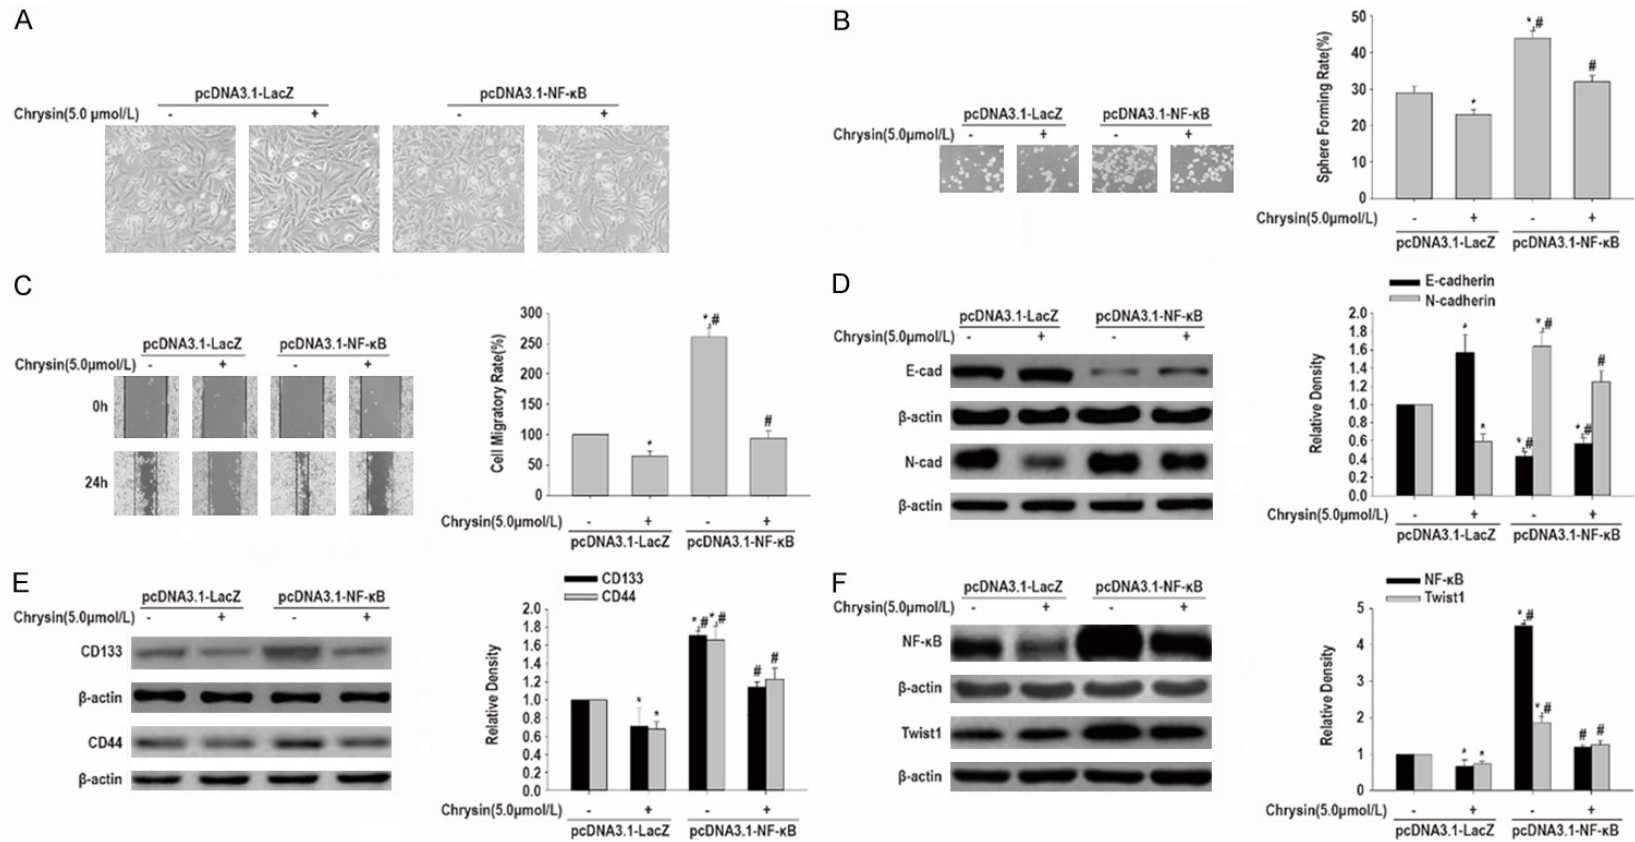 A
pcDNA3.1-LacZ pcDNA3.1-NF-κB
Chrysin(5.0 μmol/L) - + - +
B
pcDNA3.1-LacZ pcDNA3.1-NF-κB
Chrysin(5.0μmol/L) - + - +
Sphere Forming Rate(%)
50
40
30
20
10
0
* *,# #
Chrysin(5.0μmol/L) - + - +
pcDNA3.1-LacZ pcDNA3.1-NF-κB
C
pcDNA3.1-LacZ pcDNA3.1-NF-κB
Chrysin(5.0μmol/L) - + - +
0h
24h
Cell Migratory Rate(%)
300
250
200
150
100
50
0
* *,# #
Chrysin(5.0μmol/L) - + - +
pcDNA3.1-LacZ pcDNA3.1-NF-κB
D
pcDNA3.1-LacZ pcDNA3.1-NF-κB
Chrysin(5.0μmol/L) - + - +
E-cad
β-actin
N-cad
β-actin
E-cadherin
N-cadherin
Relative Density
2.0
1.8
1.6
1.4
1.2
1.0
0.8
0.6
0.4
0.2
0.0
* * *,# *,# *,# #
Chrysin(5.0μmol/L) - + - +
pcDNA3.1-LacZ pcDNA3.1-NF-κB
E
pcDNA3.1-LacZ pcDNA3.1-NF-κB
Chrysin(5.0μmol/L) - + - +
CD133
β-actin
CD44
β-actin
CD133
CD44
Relative Density
2.0
1.8
1.6
1.4
1.2
1.0
0.8
0.6
0.4
0.2
0.0
* * *,# *,# # #
Chrysin(5.0μmol/L) - + - +
pcDNA3.1-LacZ pcDNA3.1-NF-κB
F
pcDNA3.1-LacZ pcDNA3.1-NF-κB
Chrysin(5.0μmol/L) - + - +
NF-κB
β-actin
Twist1
β-actin
NF-κB
Twist1
Relative Density
5
4
3
2
1
0
* * *,# *,# # #
Chrysin(5.0μmol/L) - + - +
pcDNA3.1-LacZ pcDNA3.1-NF-κB